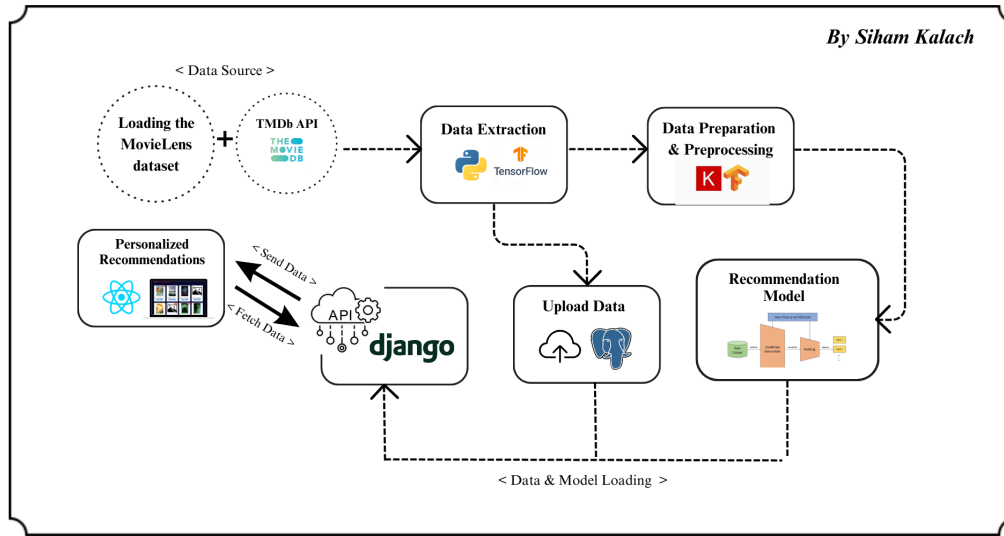 By Siham Kalach
< Data Source >
Loading the
MovieLens
dataset
+
TMDb API
THE
MOVIE
DB
Data Extraction
TensorFlow
Data Preparation
& Preprocessing
K
Personalized
Recommendations
< Send Data >
< Fetch Data >
API
django
Upload Data
Recommendation
Model
< Data & Model Loading >